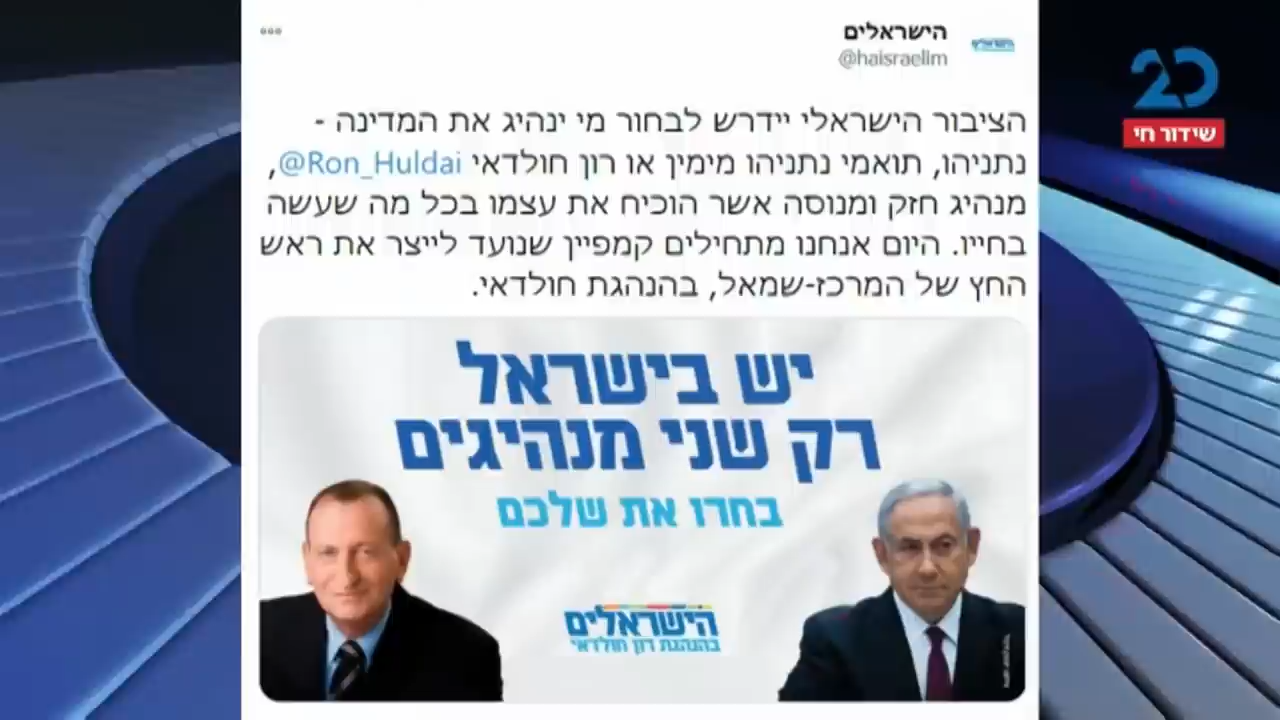 הישראלים
@haisraelim
20
שידור חי
הציבור הישראלי יידרש לבחור מי ינהיג את המדינה -
נתניהו, תואמי נתניהו מימין או רון חולדאי @Ron_Huldai,
מנהיג חזק ומנוסה אשר הוכיח את עצמו בכל מה שעשה
בחייו. היום אנחנו מתחילים קמפיין שנועד לייצר את ראש
החץ של המרכז-שמאל, בהנהגת חולדאי.
יש בישראל
רק שני מנהיגים
בחרו את שלכם
הישראלים
בהנהגת רון חולדאי